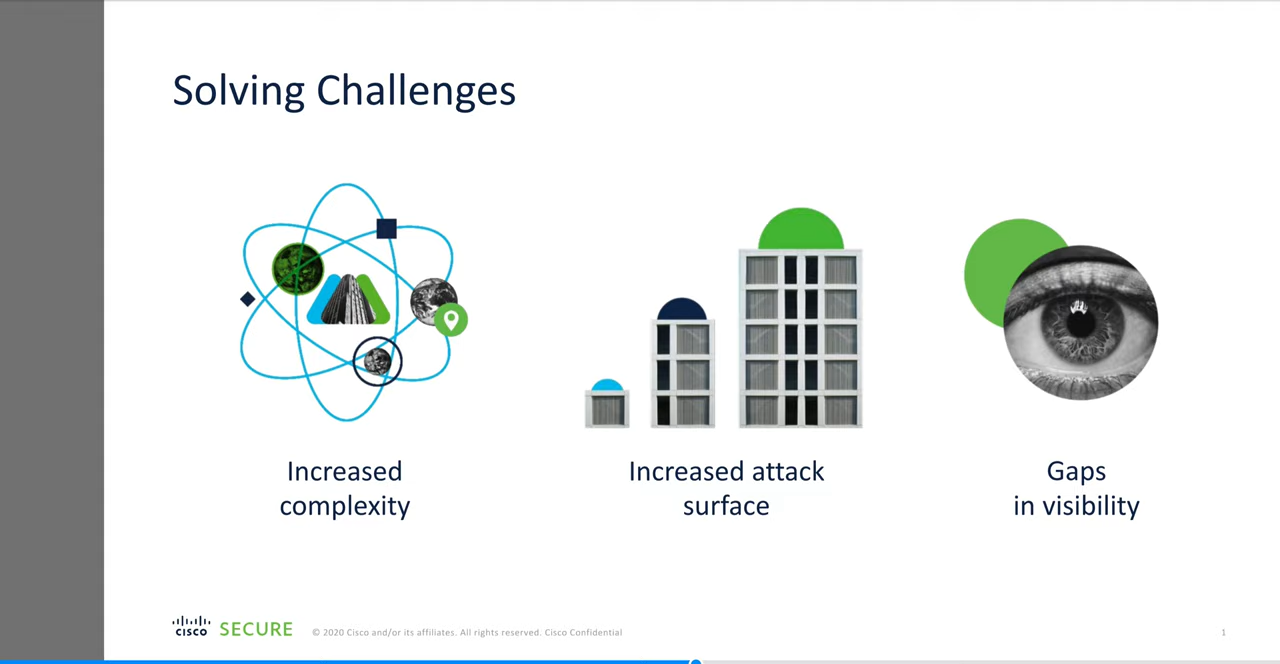 Solving Challenges
Increased
complexity
Increased attack
surface
Gaps
in visibility
CISCO SECURE © 2020 Cisco and/or its affiliates. All rights reserved. Cisco Confidential 1